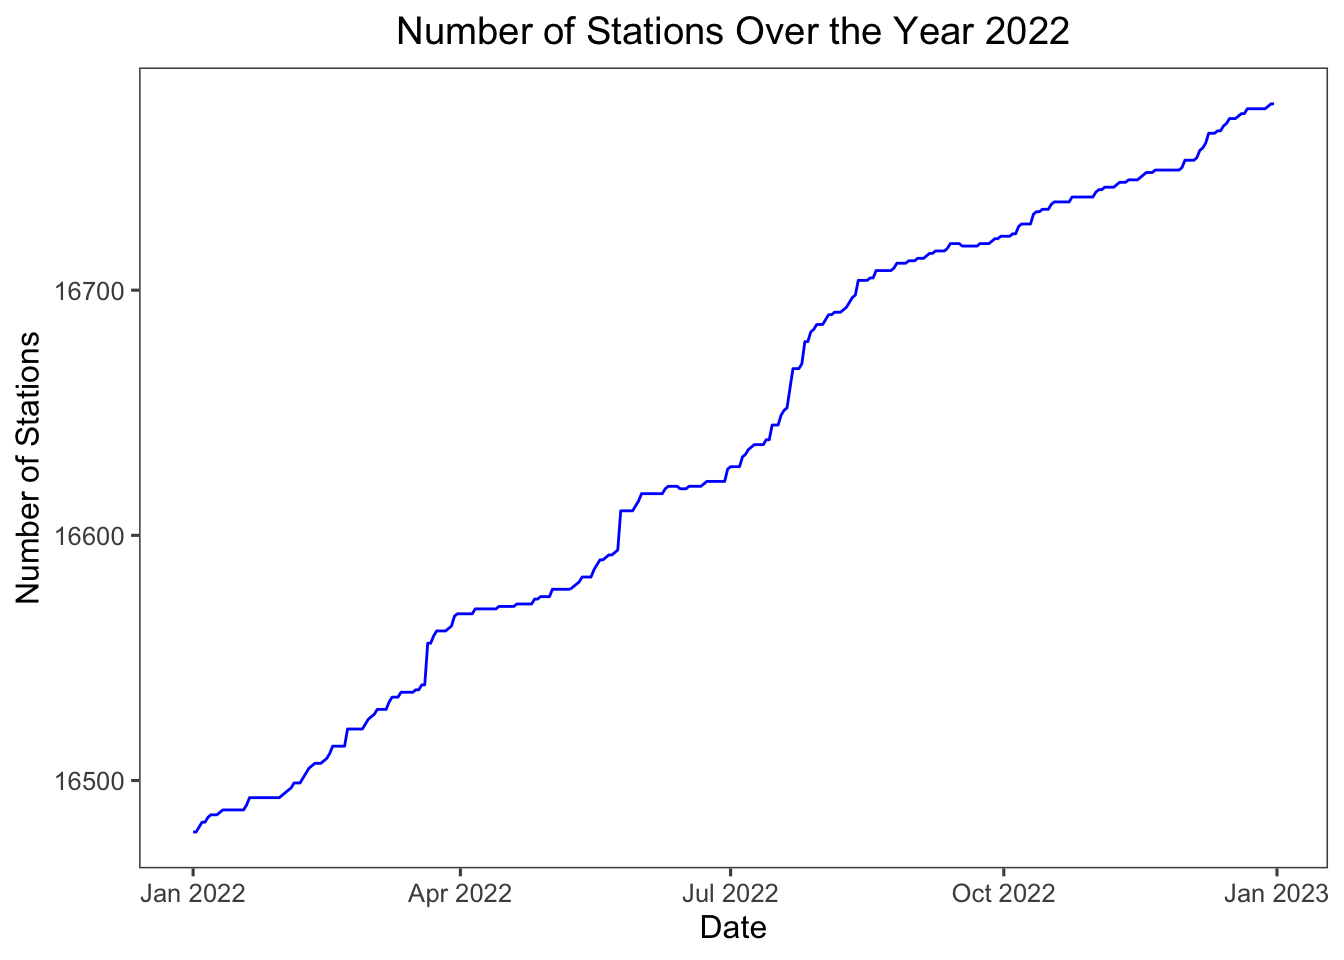 Number of Stations Over the Year 2022
Number of Stations
16700
16600
16500
Jan 2022
Apr 2022
Jul 2022
Oct 2022
Jan 2023
Date